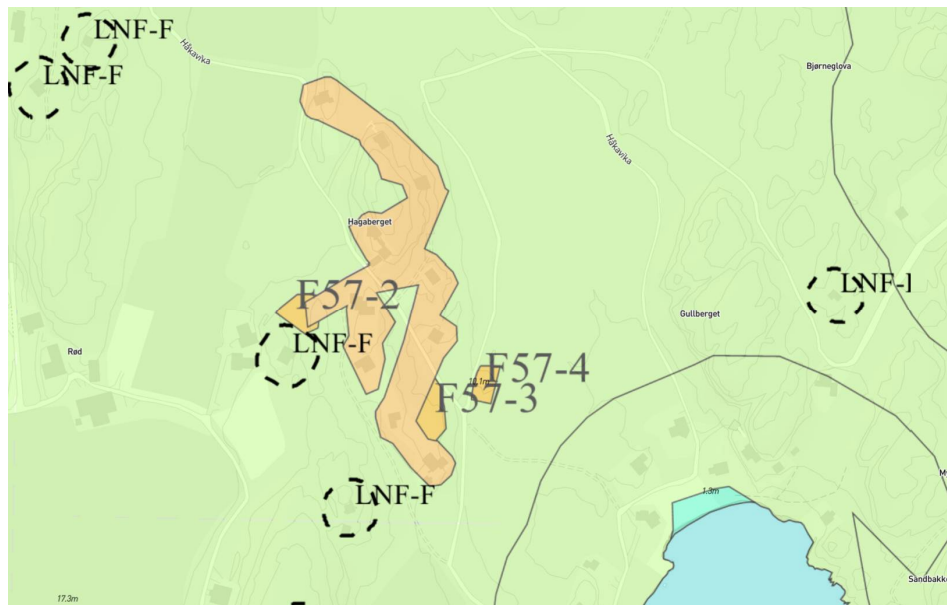 LNF-F
LNF-F
Håkavika
Bjørneglova
Håkavika
Hagaberget
LNF-I
F57-2
Gullberget
LNF-F
Rød
F57-4
F57-3
LNF-F
1.3m
Sandbakke
17.3m